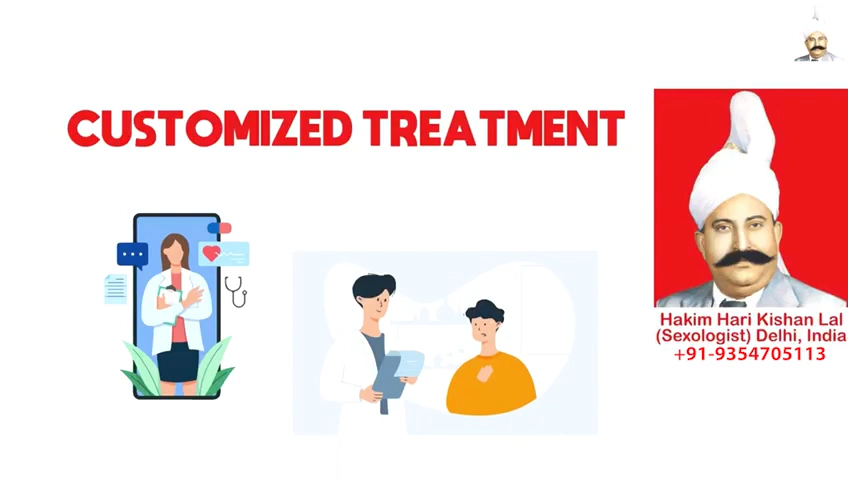 CUSTOMIZED TREATMENT
Hakim Hari Kishan Lal
(Sexologist) Delhi, India
+91-9354705113